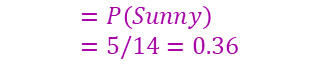 = P(Sunny)
= 5/14 = 0.36